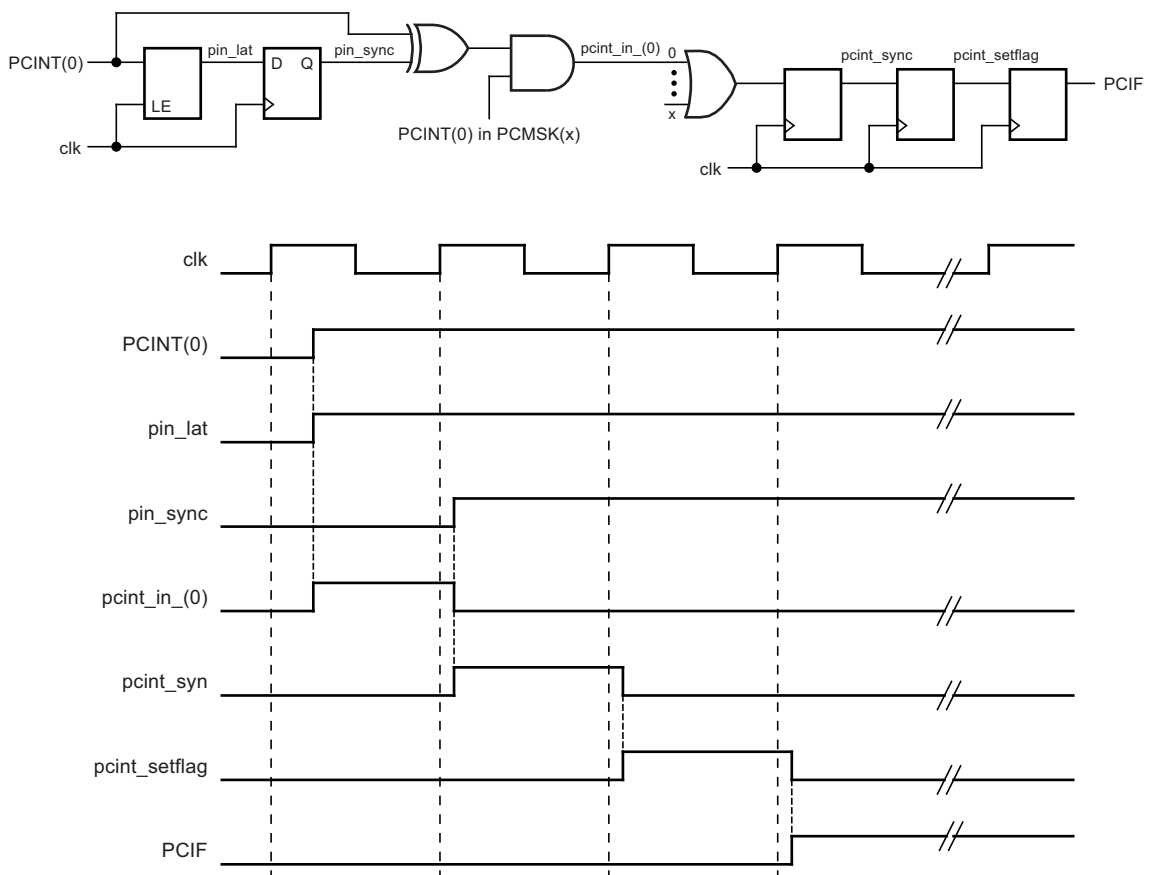 pin_lat
pin_sync
pcint_in_(0)
0
pcint_sync
pcint_setflag
PCINT(0)
D
Q
PCIF
LE
x
PCINT(0) in PCMSK(x)
clk
clk
clk
PCINT(0)
pin_lat
pin_sync
pcint_in_(0)
pcint_syn
pcint_setflag
PCIF